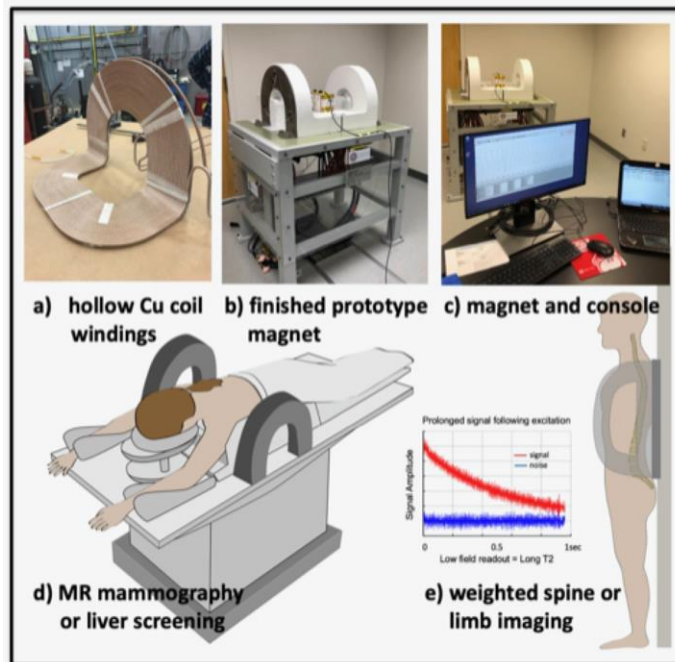 a) hollow Cu coil
windings
b) finished prototype
magnet
c) magnet and console
Prolonged signal following excitation
signal
noise
Signal Amplitude
0 0.5 1sec
Low field readout = Long T2
d) MR mammography
or liver screening
e) weighted spine or
limb imaging